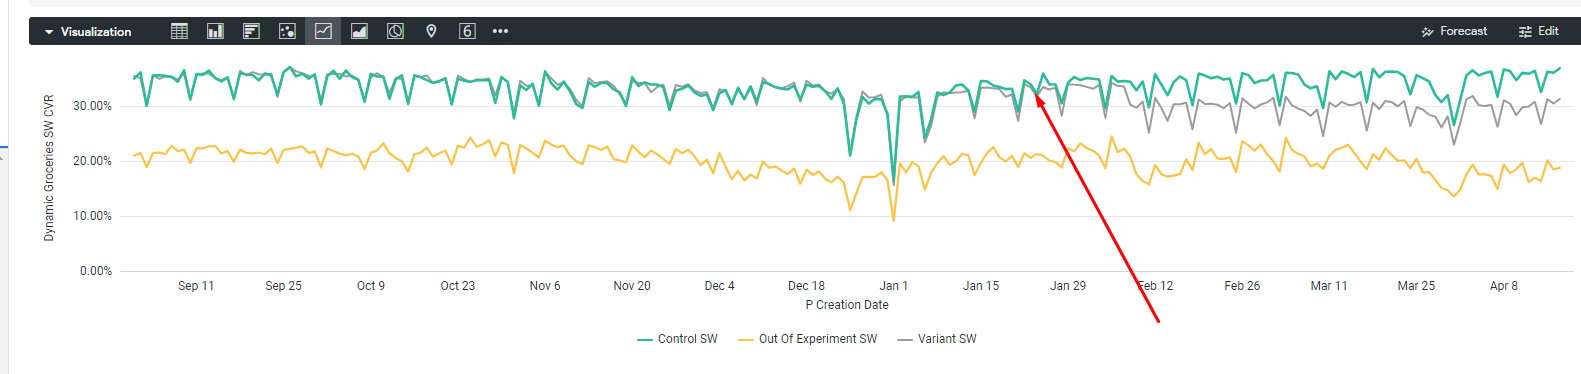 Visualization
6
Forecast
Edit
Dynamic Groceries SW CVR
30.00%
20.00%
10.00%
0.00%
Sep 11 Sep 25 Oct 9 Oct 23 Nov 6 Nov 20 Dec 4 Dec 18 Jan 1 Jan 15 Jan 29 Feb 12 Feb 26 Mar 11 Mar 25 Apr 8
P Creation Date
Control SW Out Of Experiment SW Variant SW